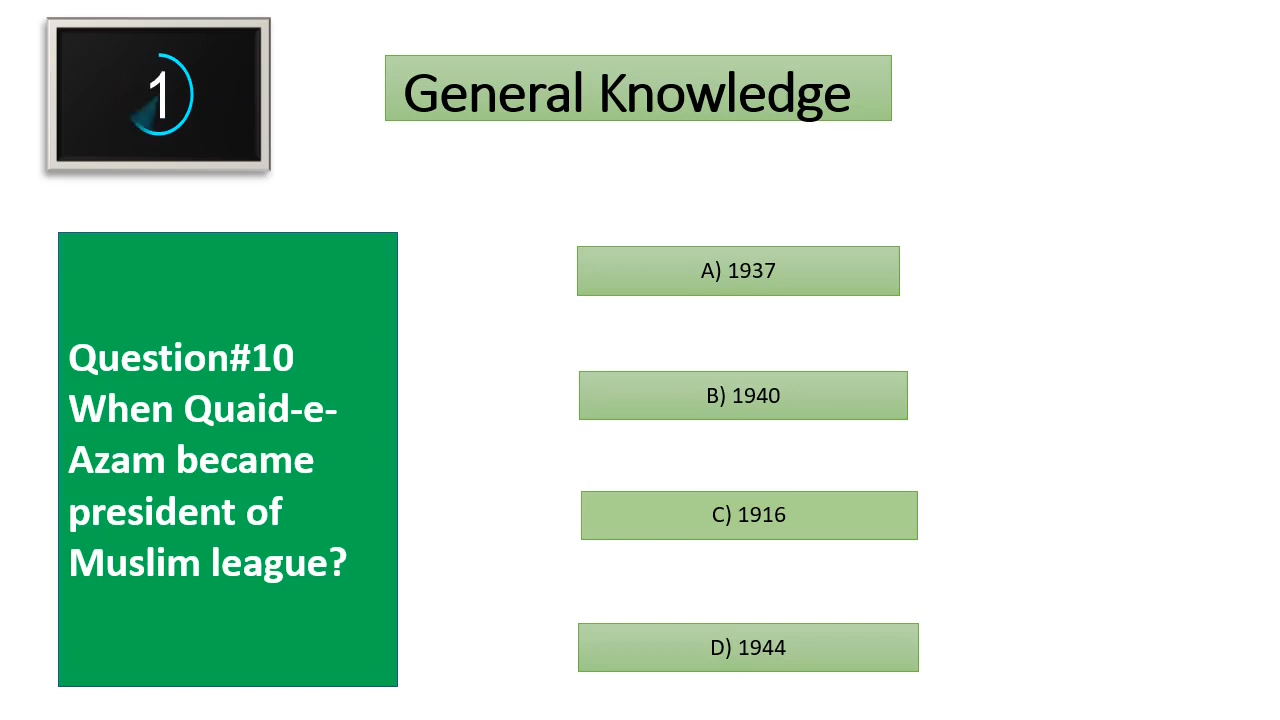 1
General Knowledge
Question#10
When Quaid-e-
Azam became
president of
Muslim league?
A) 1937
B) 1940
C) 1916
D) 1944